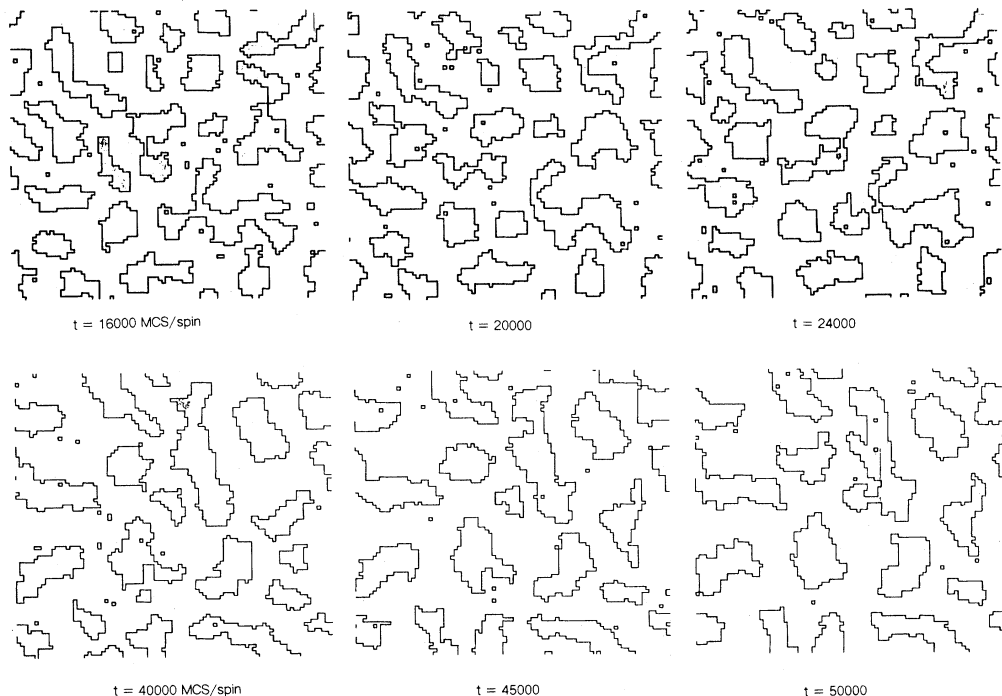 t = 16000 MCS/spin
t = 20000
t = 24000
t = 40000 MCS/spin
t = 45000
t = 50000